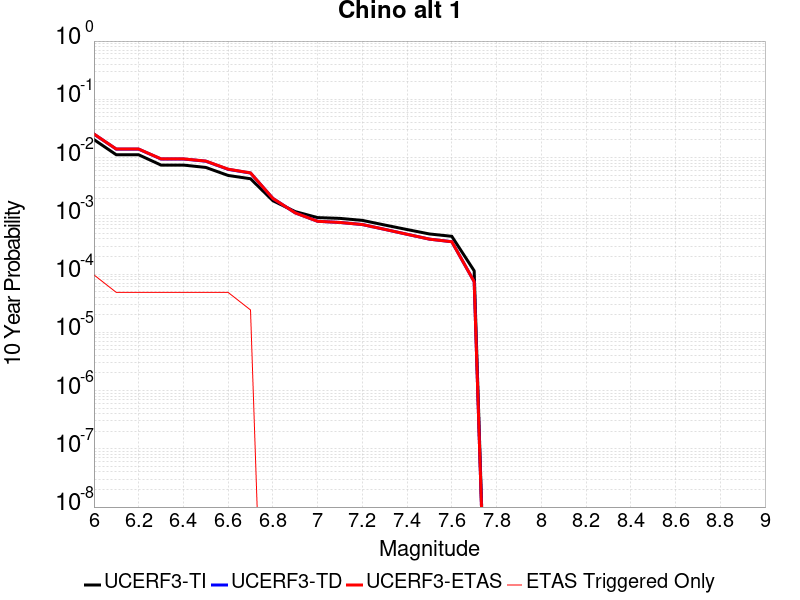 Chino alt 1
10 0
10 -1
10 -2
10 -3
10 -4
10 -5
10 -6
10 -7
10 -8
10 Year Probability
6 6.2 6.4 6.6 6.8 7 7.2 7.4 7.6 7.8 8 8.2 8.4 8.6 8.8 9
Magnitude
UCERF3-TI UCERF3-TD UCERF3-ETAS ETAS Triggered Only